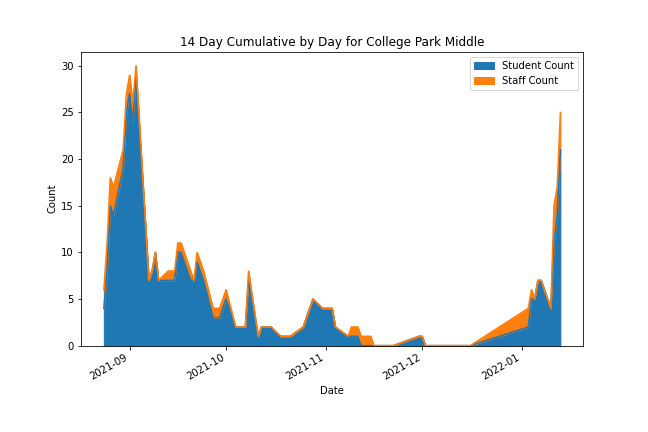 14 Day Cumulative by Day for College Park Middle
Student Count
Staff Count
30
25
20
15
10
5
0
Count
2021-09
2021-10
2021-11
2021-12
2022-01
Date